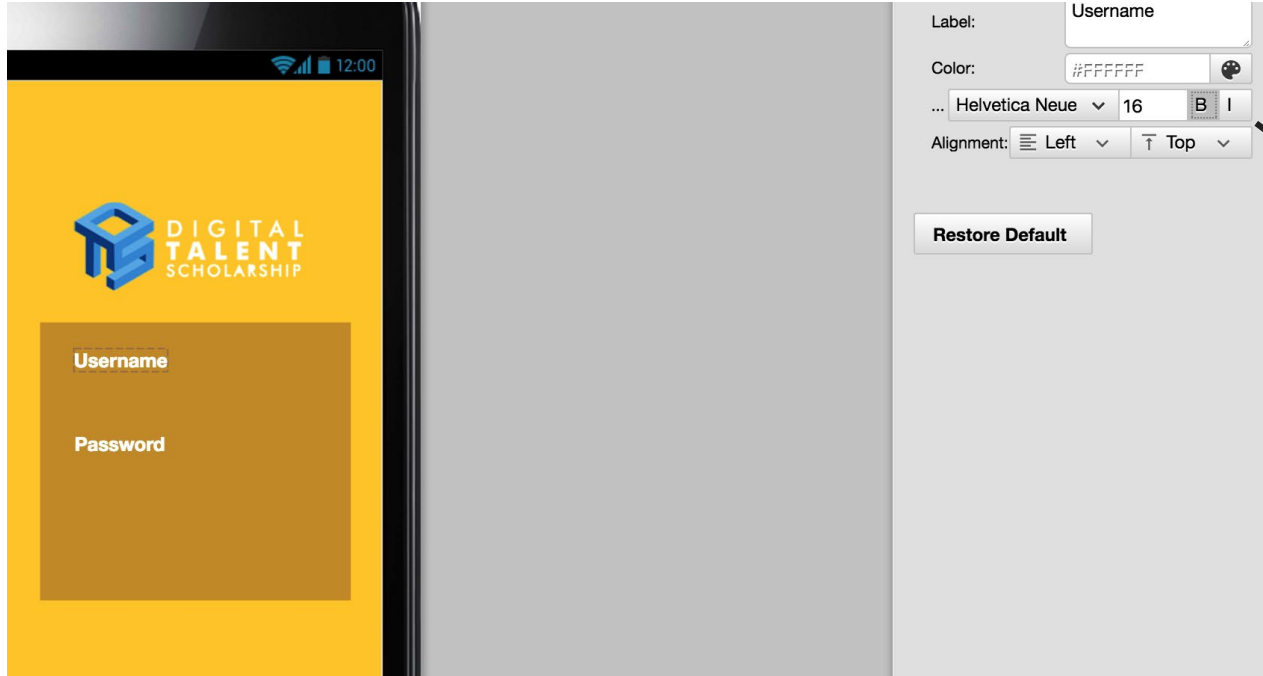 12:00
DIGITAL
TALENT
SCHOLARSHIP
Username
Password
Label:
Username
Color:
#FFFFFF
... Helvetica Neue 16 B I
Alignment: Left Top
Restore Default